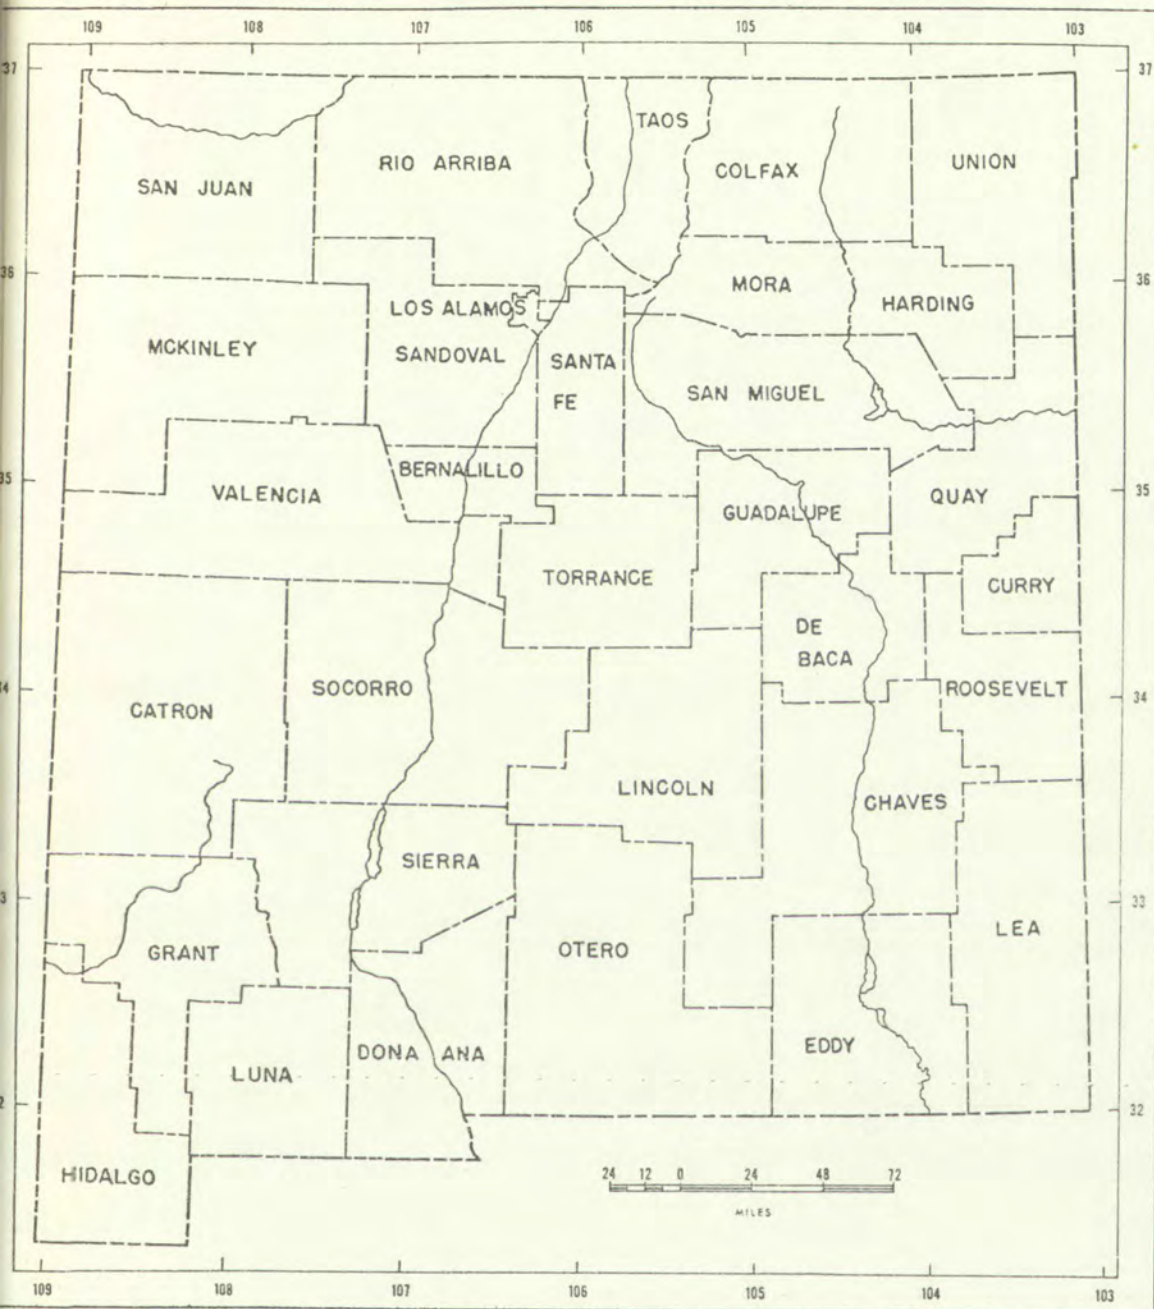 109 108 107 106 105 104 103
37 37
TAOS
RIO ARRIBA
COLFAX
UNION
SAN JUAN
36 36
MORA
HARDING
LOS ALAMOS
MCKINLEY
SANDOVAL
SANTA
FE
SAN MIGUEL
BERNALILLO
35 35
VALENCIA
QUAY
GUADALUPE
TORRANCE
CURRY
DE
BACA
SOCORRO
ROOSEVELT
34 34
CATRON
LINCOLN
CHAVES
SIERRA
3 33
LEA
GRANT
OTERO
EDDY
DONA ANA
LUNA
2 32
HIDALGO
24 12 0 24 48 72
MILES
109 108 107 106 105 104 103